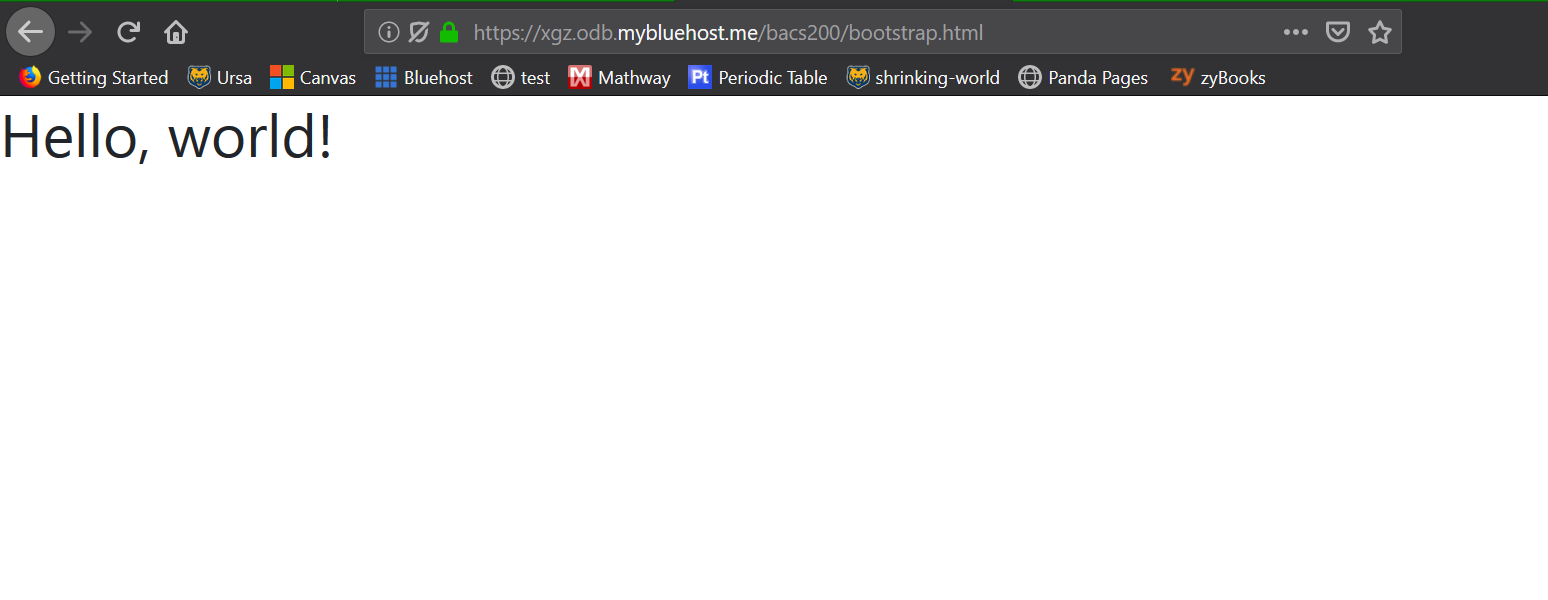 https://xgz.odb.mybluehost.me/bacs200/bootstrap.html
Getting Started Ursa Canvas Bluehost test Mathway Pt Periodic Table shrinking-world Panda Pages zy zyBooks
Hello, world!